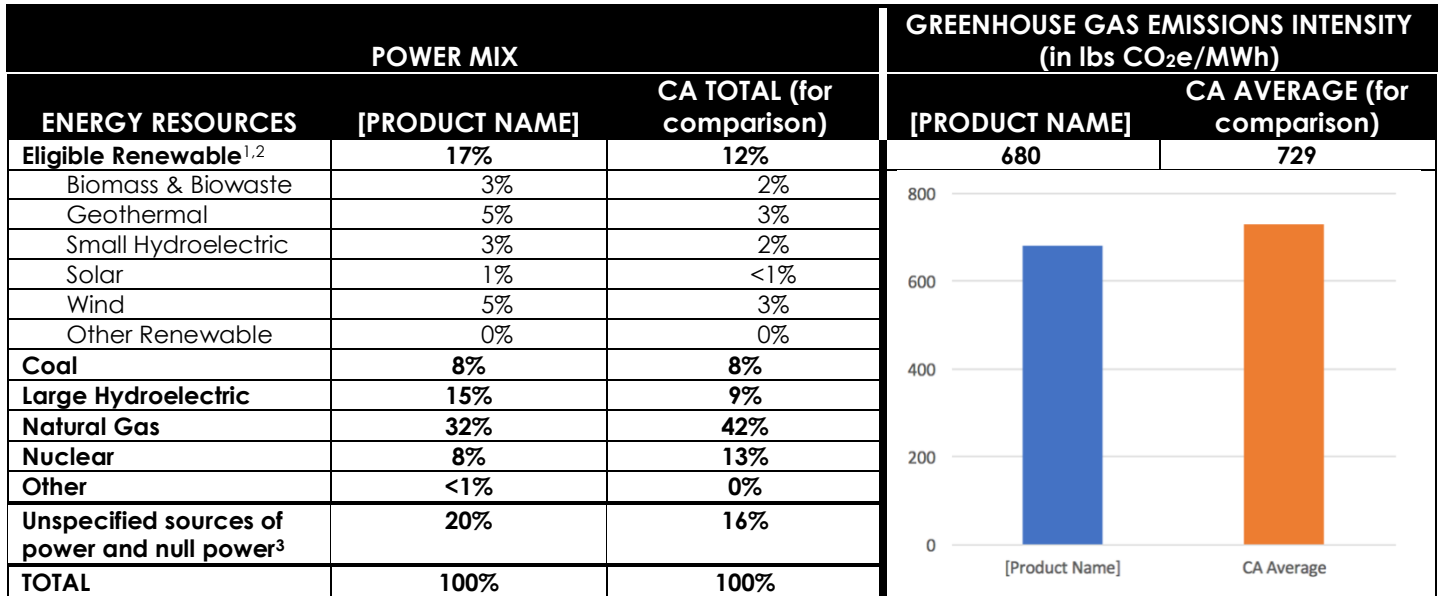 POWER MIX
GREENHOUSE GAS EMISSIONS INTENSITY
(in lbs CO₂e/MWh)
ENERGY RESOURCES [PRODUCT NAME] CA TOTAL (for
comparison)
[PRODUCT NAME] CA AVERAGE (for
comparison)
Eligible Renewable¹,² 17% 12% 680 729
Biomass & Biowaste 3% 2%
Geothermal 5% 3%
Small Hydroelectric 3% 2%
Solar 1% <1%
Wind 5% 3%
Other Renewable 0% 0%
Coal 8% 8%
Large Hydroelectric 15% 9%
Natural Gas 32% 42%
Nuclear 8% 13%
Other <1% 0%
Unspecified sources of
power and null power³ 20% 16%
TOTAL 100% 100%
800
600
400
200
0
[Product Name] CA Average